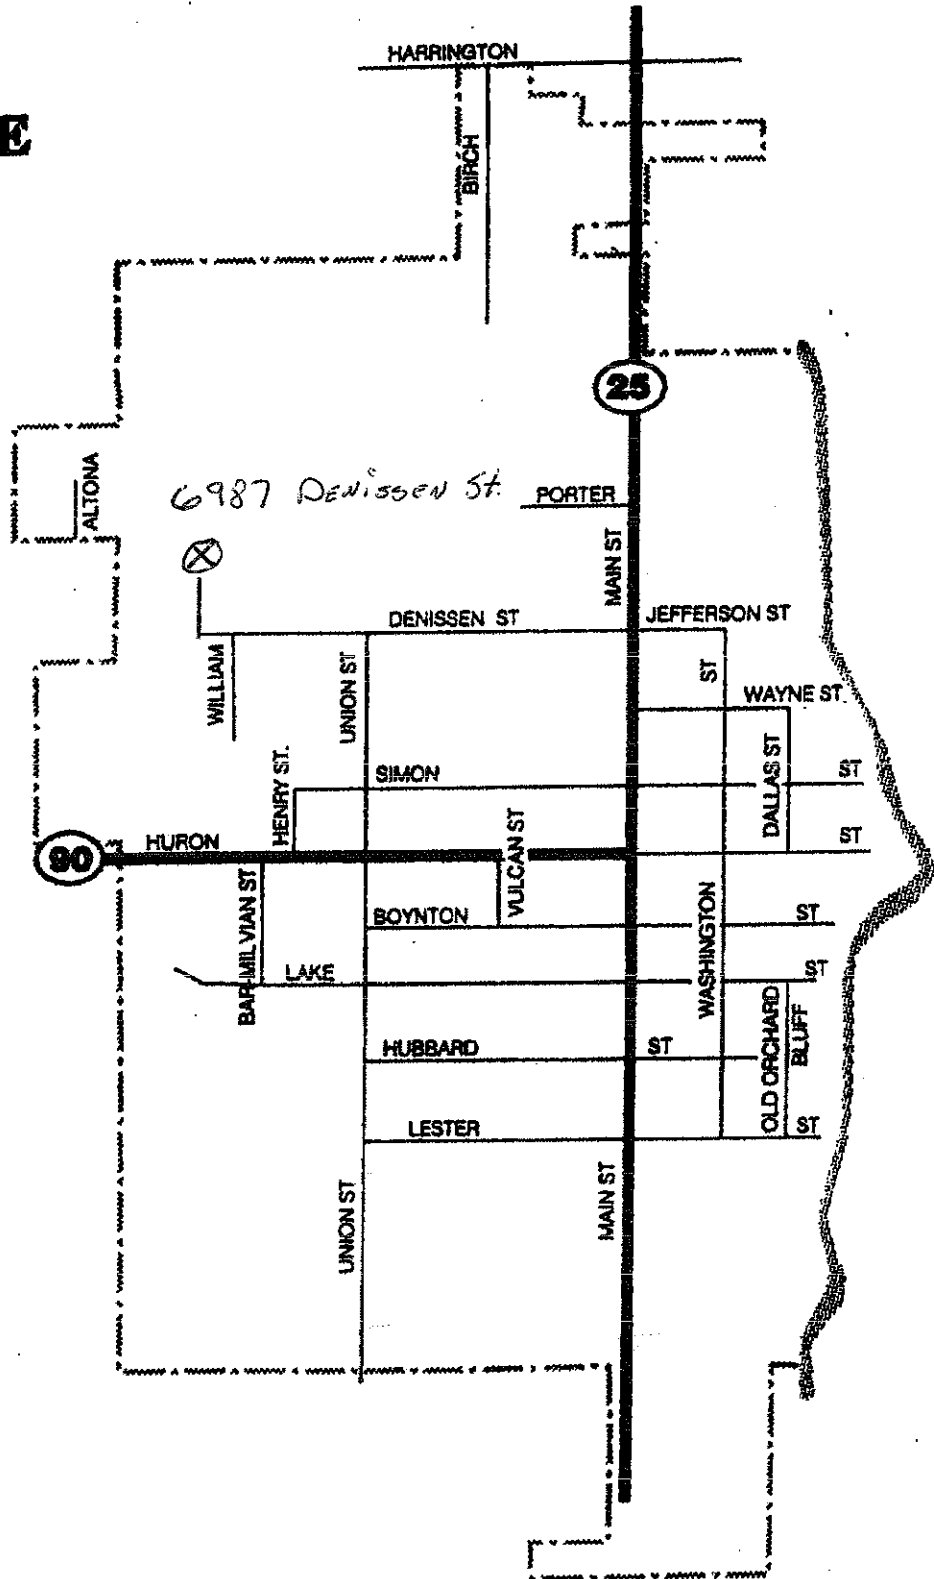 HARRINGTON
E
BIRCH
25
ALTONA
6987 Denissen St.
PORTER
MAIN ST
DENISSEN ST
JEFFERSON ST
WILLIAM
UNION ST
ST
WAYNE ST.
HENRY ST.
SIMON
DALLAS ST
ST
90
HURON
VULCAN ST
ST
BAR-MILVIAN ST
BOYNTON
WASHINGTON
ST
LAKE
ST
HUBBARD
ST
OLD ORCHARD
BLUFF
LESTER
ST
UNION ST
MAIN ST